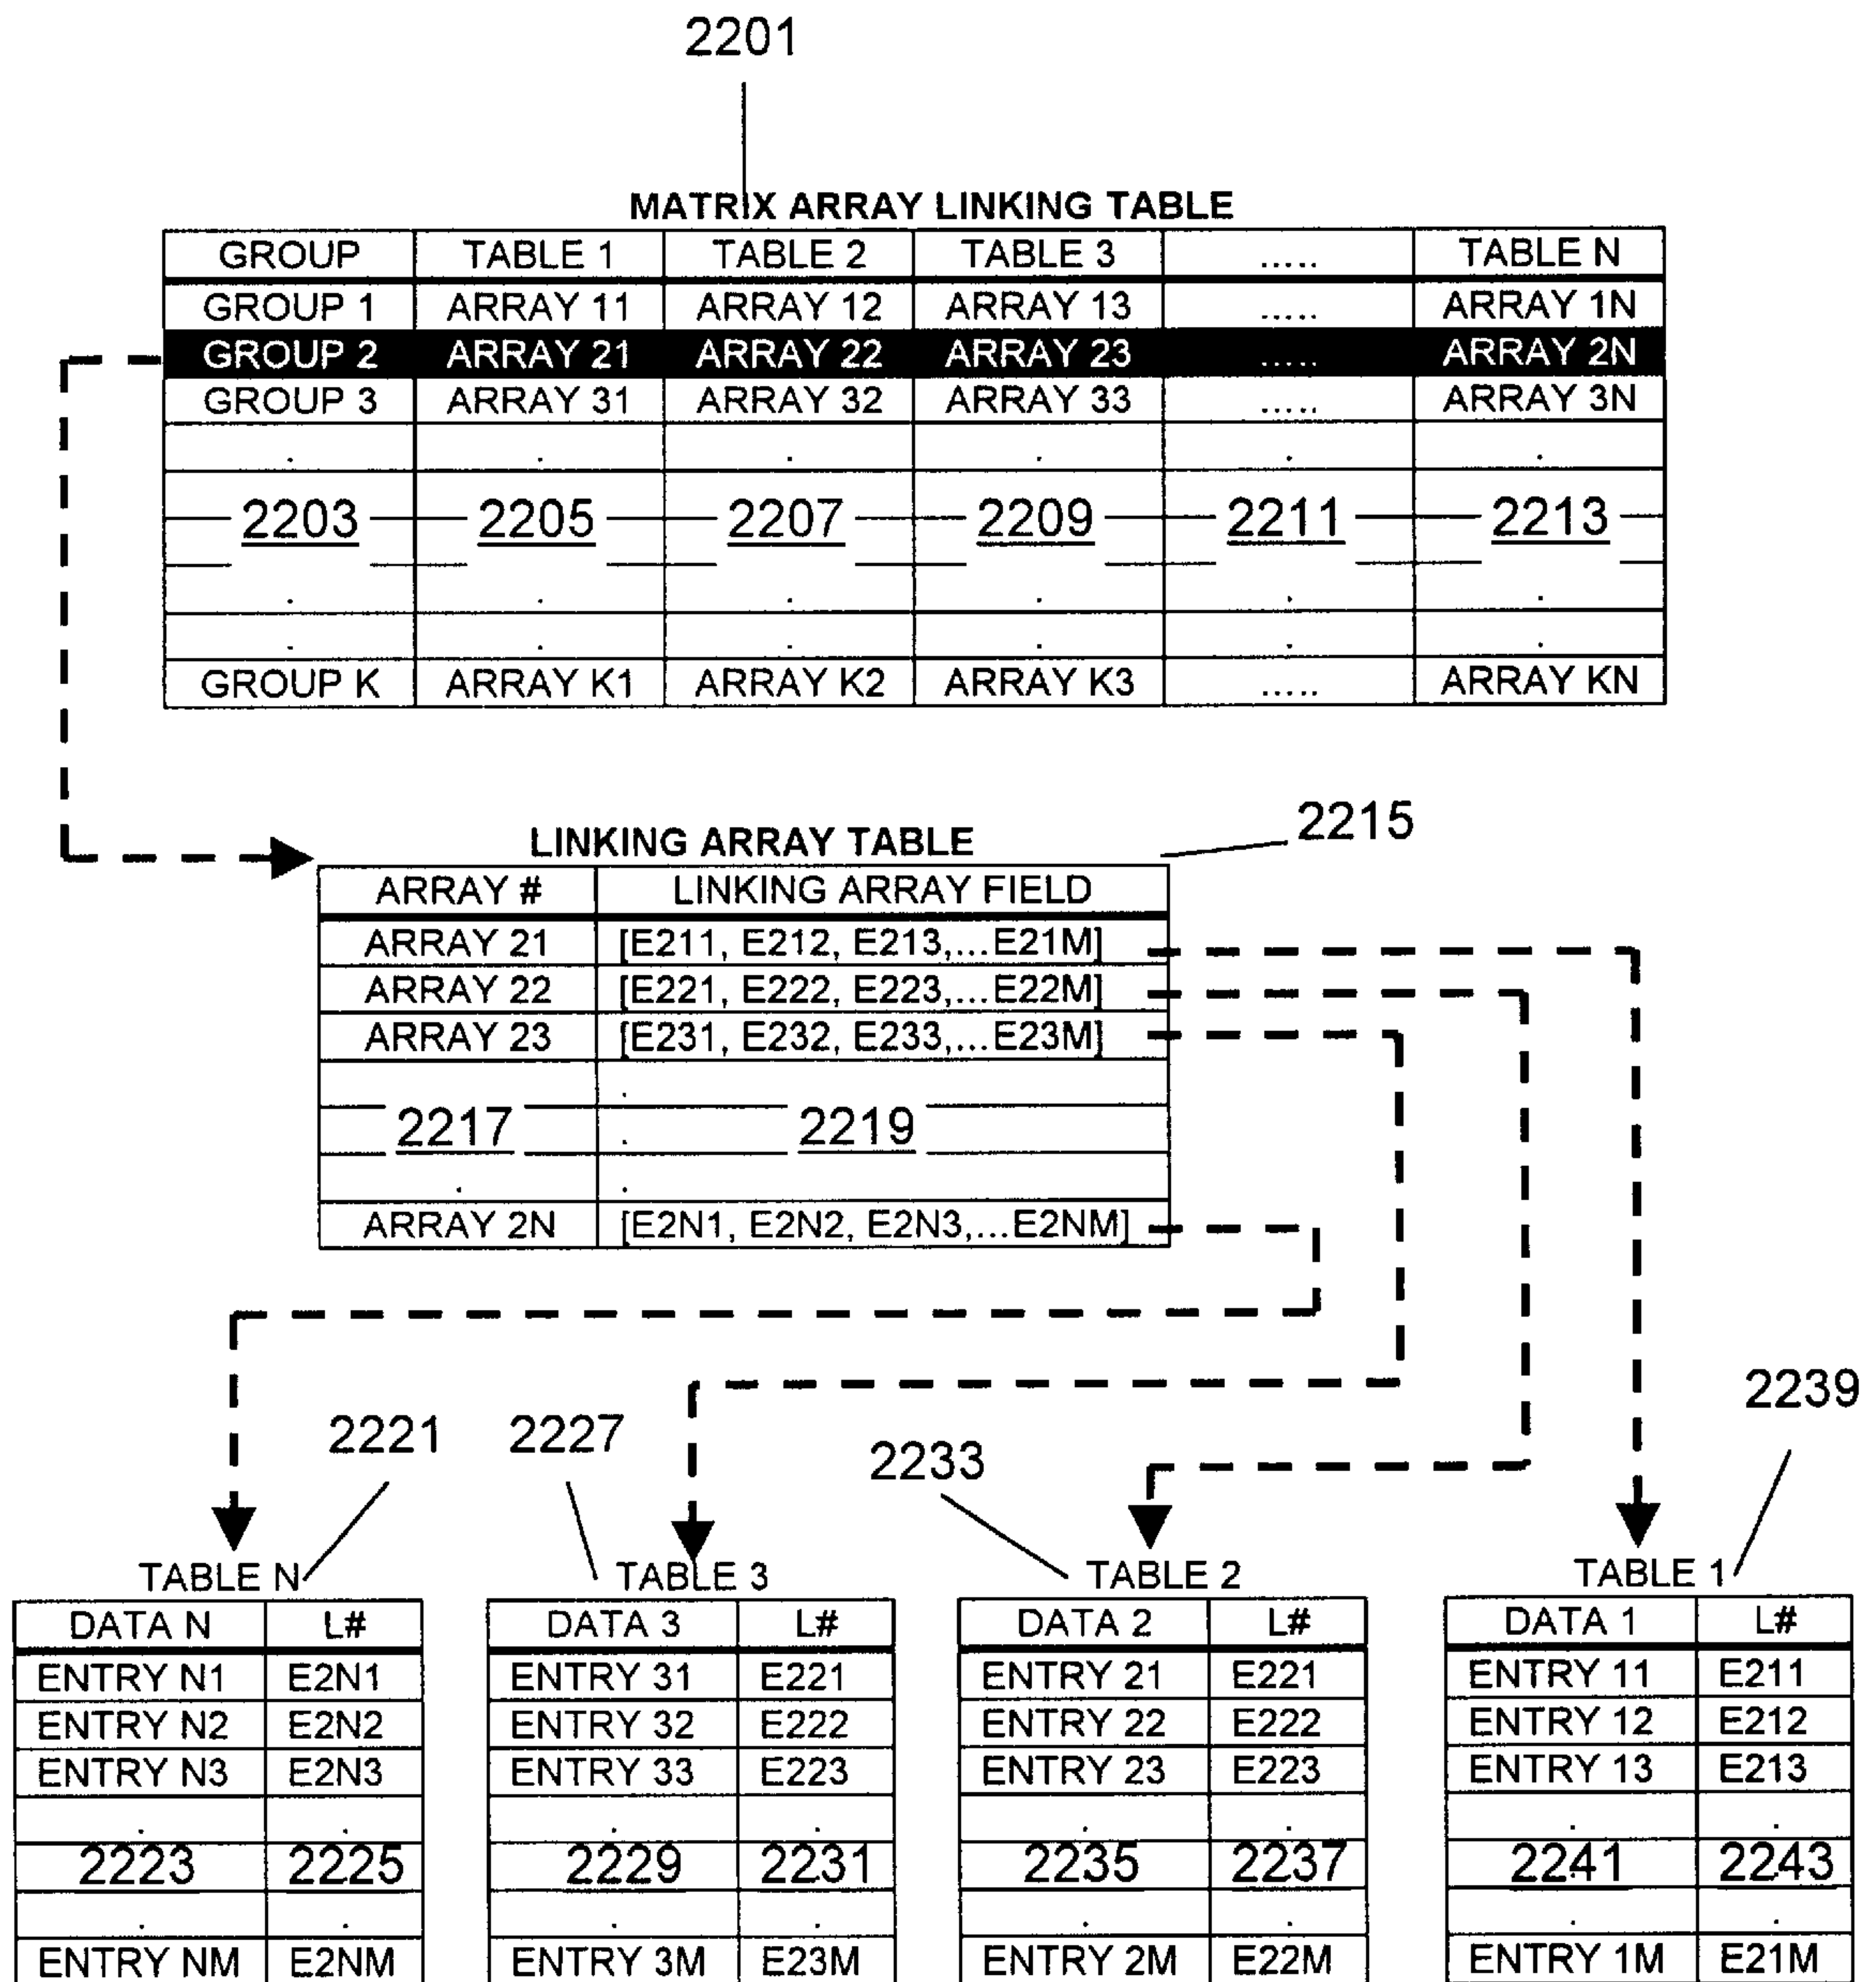 2201
MATRIX ARRAY LINKING TABLE
GROUP TABLE 1 TABLE 2 TABLE 3 ..... TABLE N
GROUP 1 ARRAY 11 ARRAY 12 ARRAY 13 ..... ARRAY 1N
GROUP 2 ARRAY 21 ARRAY 22 ARRAY 23 ..... ARRAY 2N
GROUP 3 ARRAY 31 ARRAY 32 ARRAY 33 ..... ARRAY 3N
. . . . . .
2203 2205 2207 2209 2211 2213
. . . . . .
. . . . . .
GROUP K ARRAY K1 ARRAY K2 ARRAY K3 ..... ARRAY KN
2215
LINKING ARRAY TABLE
ARRAY # LINKING ARRAY FIELD
ARRAY 21 [E211, E212, E213,...E21M]
ARRAY 22 [E221, E222, E223,...E22M]
ARRAY 23 [E231, E232, E233,...E23M]
.
2217 . 2219
. .
ARRAY 2N [E2N1, E2N2, E2N3,...E2NM]
2221 2227 2233 2239
TABLE N TABLE 3 TABLE 2 TABLE 1
DATA N L# DATA 3 L# DATA 2 L# DATA 1 L#
ENTRY N1 E2N1 ENTRY 31 E221 ENTRY 21 E221 ENTRY 11 E211
ENTRY N2 E2N2 ENTRY 32 E222 ENTRY 22 E222 ENTRY 12 E212
ENTRY N3 E2N3 ENTRY 33 E223 ENTRY 23 E223 ENTRY 13 E213
. . . . . . . .
2223 2225 2229 2231 2235 2237 2241 2243
. . . . . . . .
ENTRY NM E2NM ENTRY 3M E23M ENTRY 2M E22M ENTRY 1M E21M